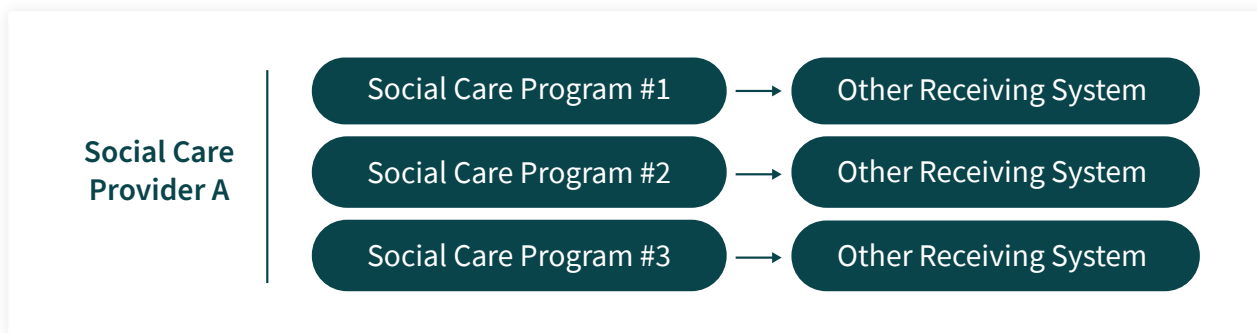 Social Care
Provider A
Social Care Program #1
Other Receiving System
Social Care Program #2
Other Receiving System
Social Care Program #3
Other Receiving System